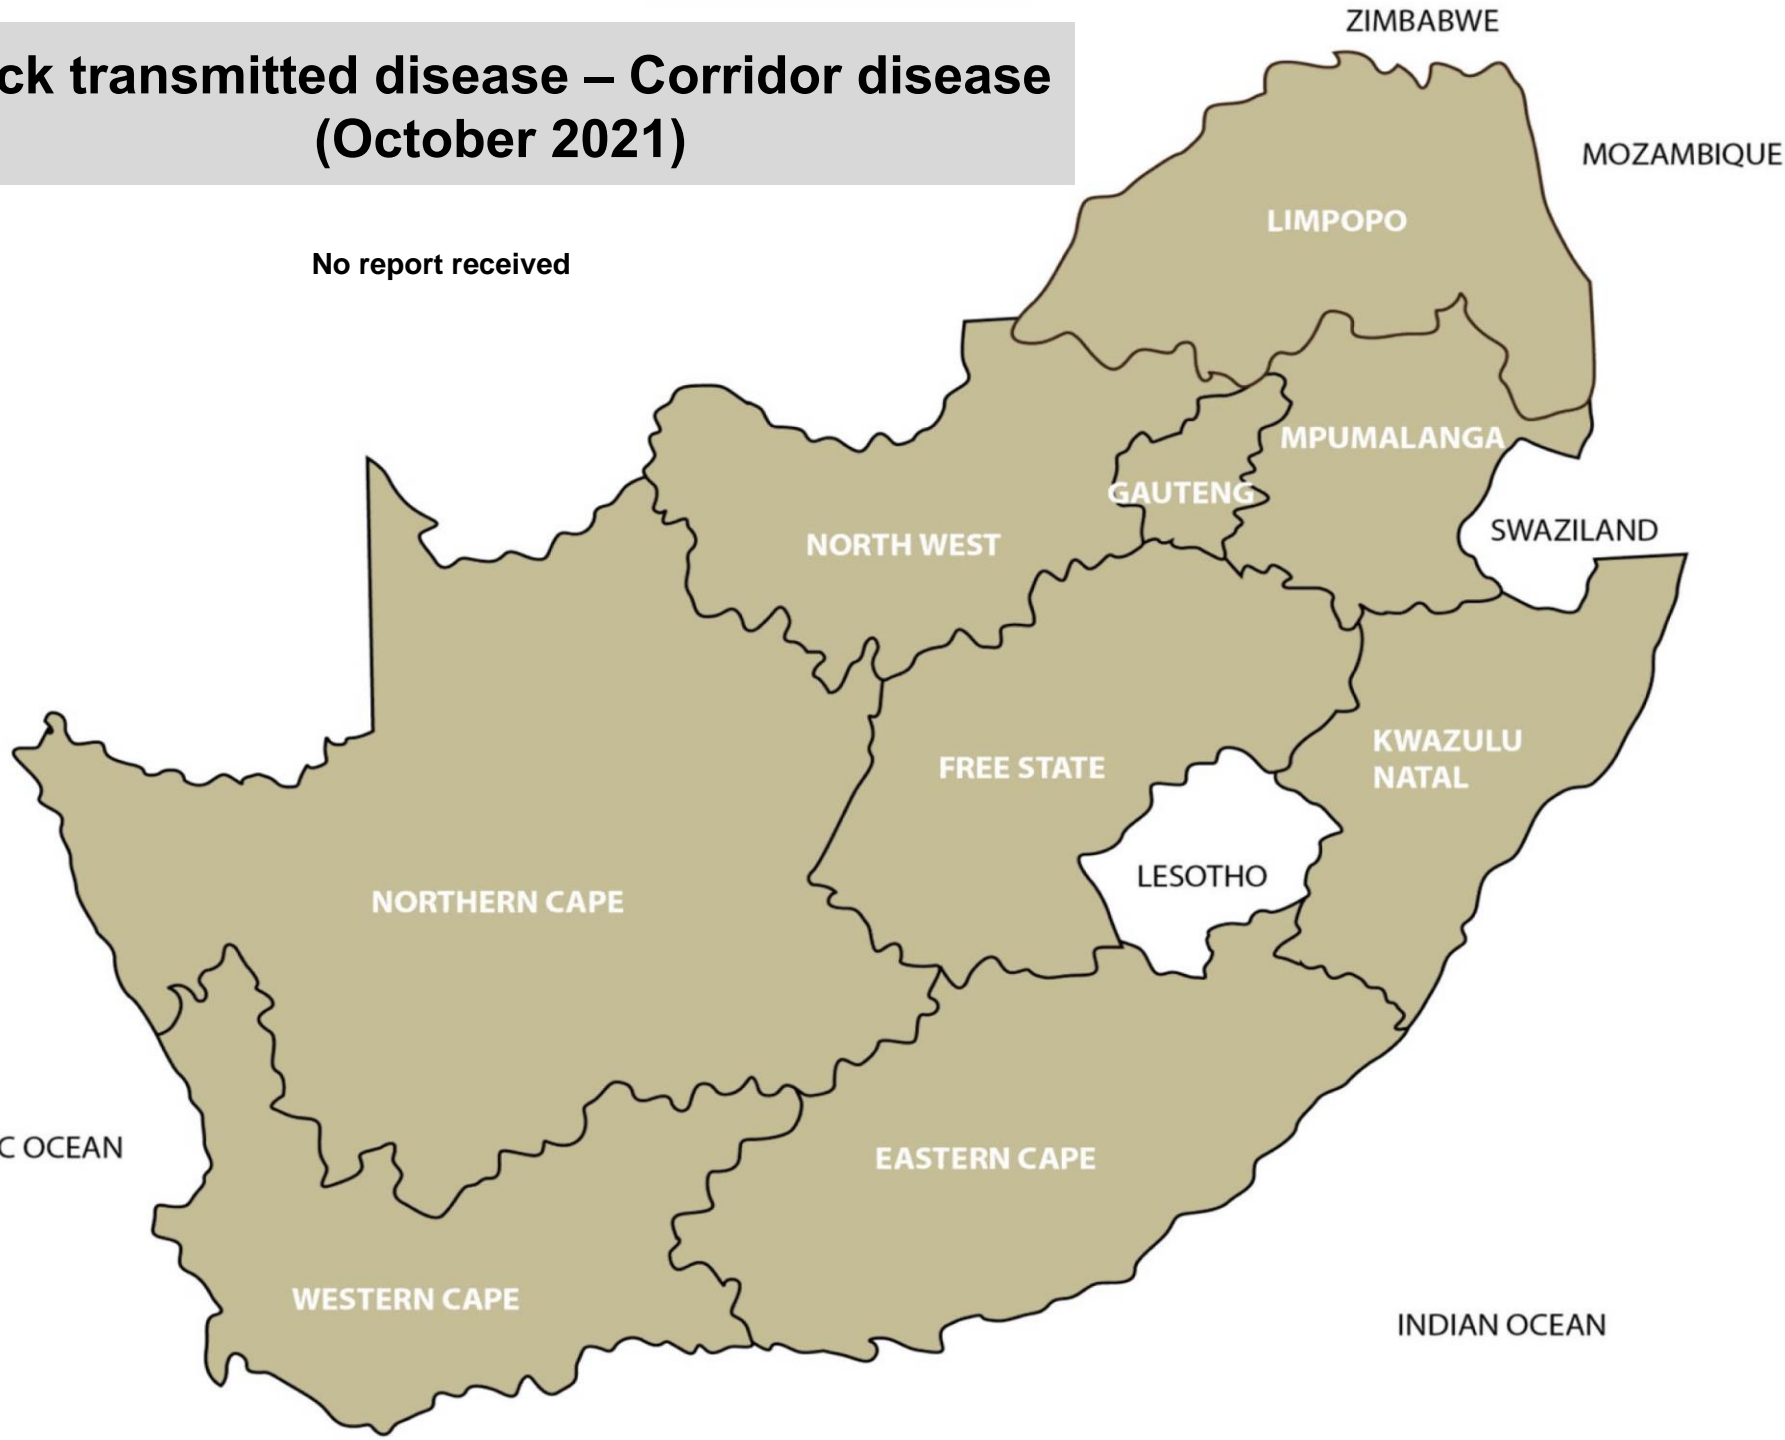 ZIMBABWE
ck transmitted disease – Corridor disease
(October 2021)
MOZAMBIQUE
LIMPOPO
No report received
MPUMALANGA
GAUTENG
SWAZILAND
NORTH WEST
KWAZULU
NATAL
FREE STATE
LESOTHO
NORTHERN CAPE
C OCEAN
EASTERN CAPE
WESTERN CAPE
INDIAN OCEAN